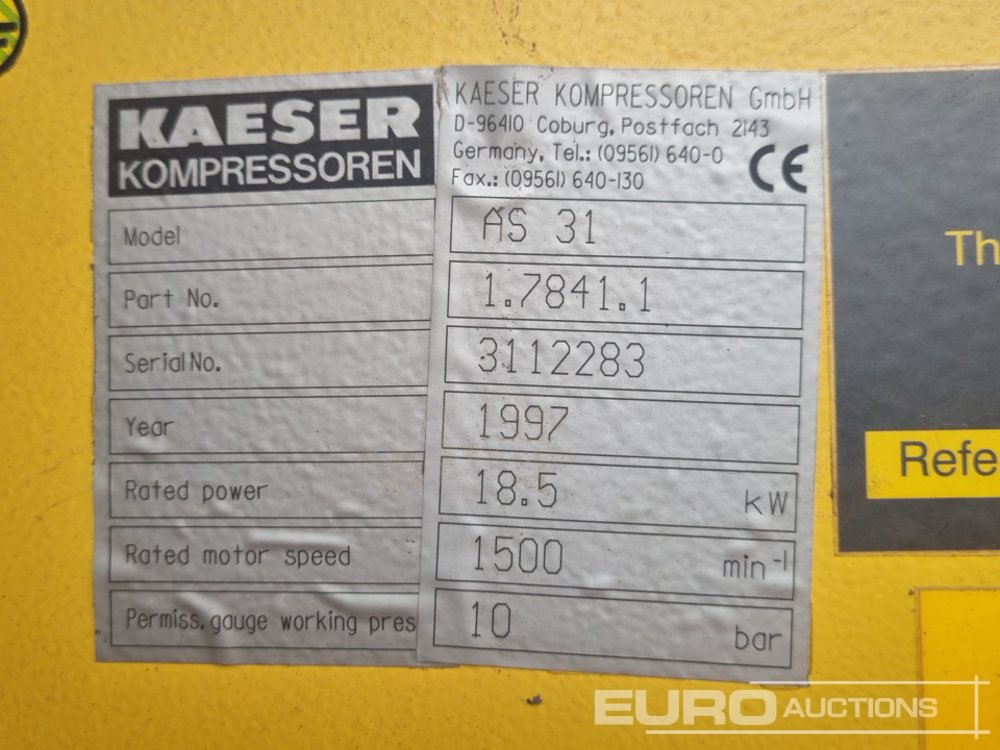 KAESER
KOMPRESSOREN
KAESER KOMPRESSOREN GmbH
D-96410 Coburg, Postfach 2143
Germany, Tel.: (09561) 640-0
Fax.: (09561) 640-130
CE
Model AS 31
Part No. 1.7841.1
Serial No. 3112283
Year 1997
Rated power 18.5 kW
Rated motor speed 1500 min⁻¹
Permiss. gauge working pres 10 bar
Th
Refe
EURO AUCTIONS